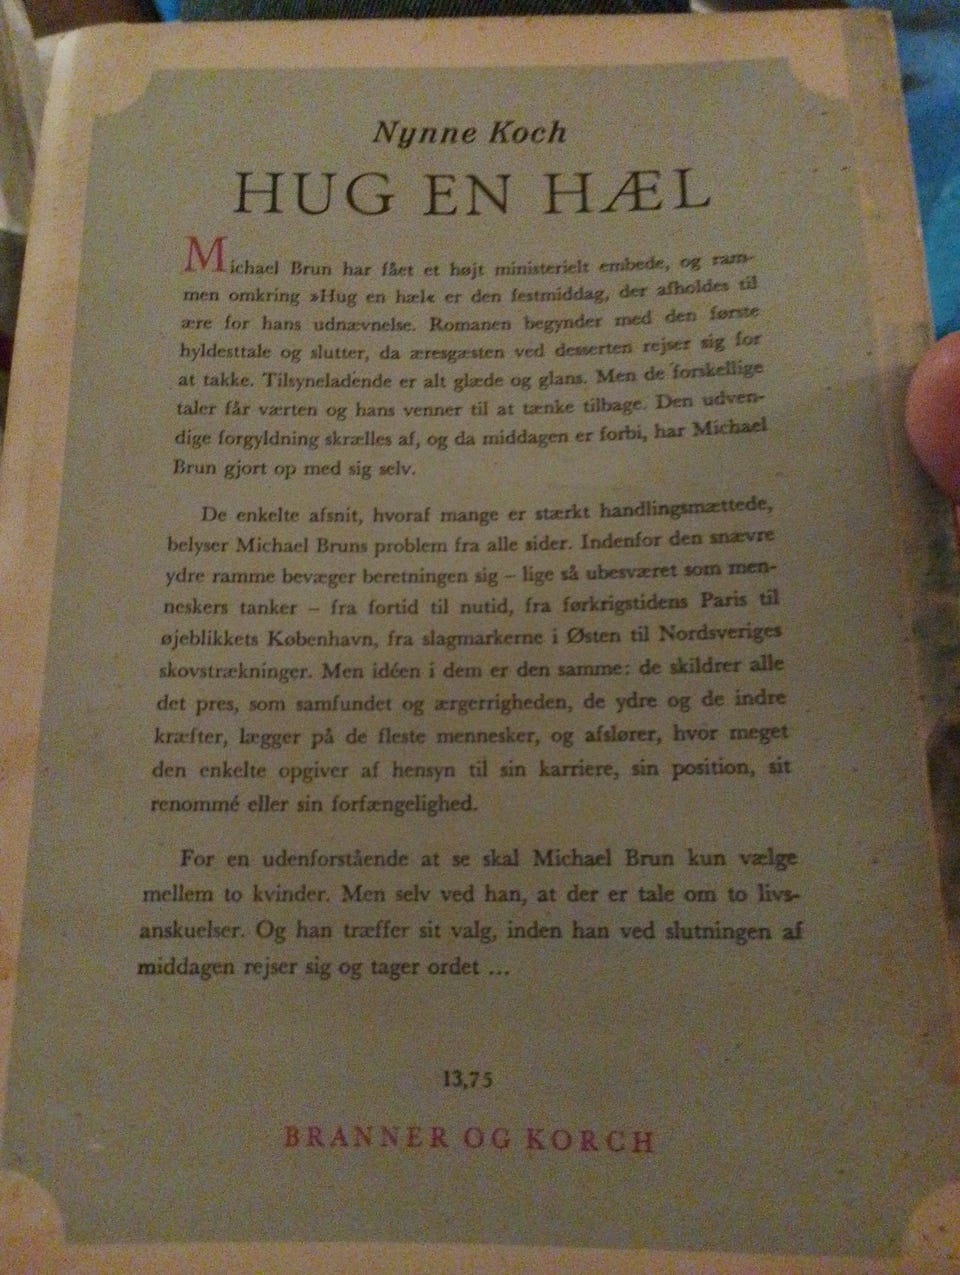 Nynne Koch
HUG EN HÆL
Michael Brun har fået et højt ministerielt embede, og ram-
men omkring »Hug en hæl« er den festmiddag, der afholdes til
ære for hans udnævnelse. Romanen begynder med den første
hyldesttale og slutter, da æresgæsten ved desserten rejser sig for
at takke. Tilsyneladende er alt glæde og glans. Men de forskellige
taler får værten og hans venner til at tænke tilbage. Den udven-
dige forgyldning skrælles af, og da middagen er forbi, har Michael
Brun gjort op med sig selv.
De enkelte afsnit, hvoraf mange er stærkt handlingsmættede,
belyser Michael Bruns problem fra alle sider. Indenfor den snævre
ydre ramme bevæger beretningen sig – lige så ubesværet som men-
neskers tanker – fra fortid til nutid, fra førkrigstidens Paris til
øjeblikkets København, fra slagmarkerne i Østen til Nordsveriges
skovstrækninger. Men idéen i dem er den samme: de skildrer alle
det pres, som samfundet og ærgerrigheden, de ydre og de indre
kræfter, lægger på de fleste mennesker, og afslører, hvor meget
den enkelte opgiver af hensyn til sin karriere, sin position, sit
renommé eller sin forfængelighed.
For en udenforstående at se skal Michael Brun kun vælge
mellem to kvinder. Men selv ved han, at der er tale om to livs-
anskuelser. Og han træffer sit valg, inden han ved slutningen af
middagen rejser sig og tager ordet ...
13,75
BRANNER OG KORCH